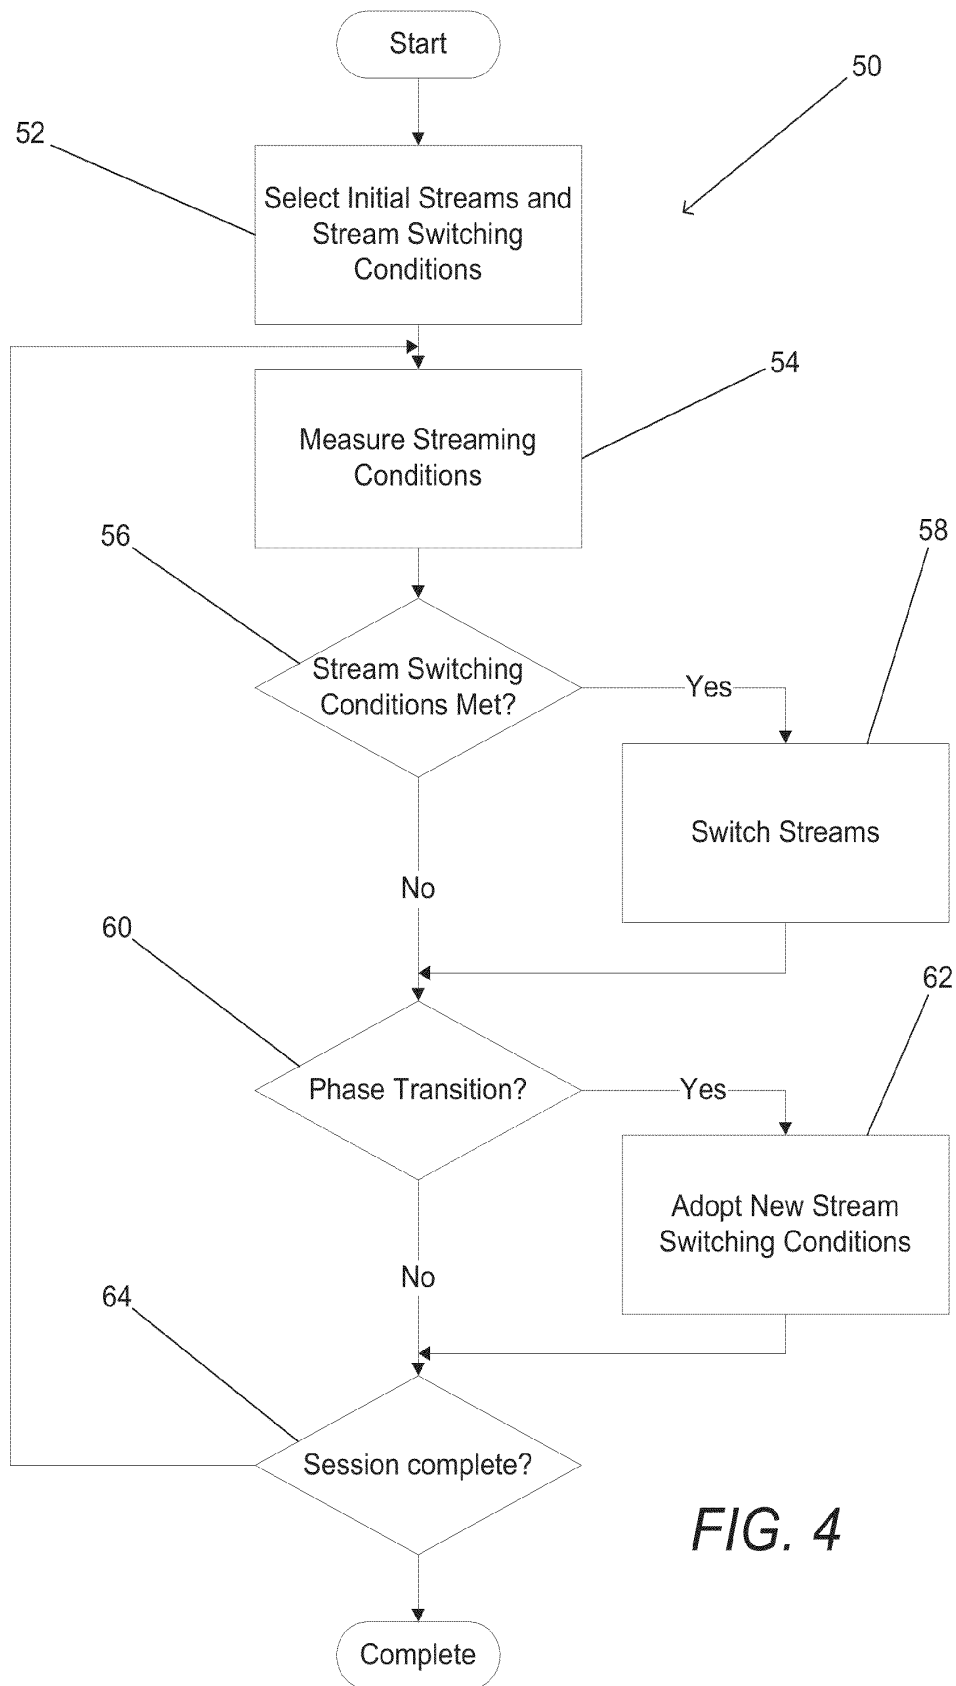 Start
50
52
Select Initial Streams and
Stream Switching
Conditions
54
Measure Streaming
Conditions
56
58
Stream Switching
Conditions Met?
Yes
Switch Streams
No
60
62
Phase Transition?
Yes
Adopt New Stream
Switching Conditions
No
64
Session complete?
FIG. 4
Complete